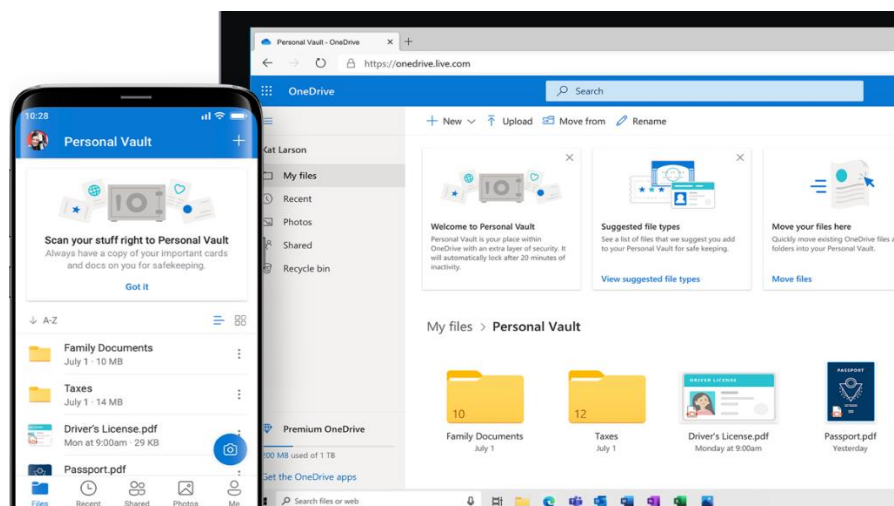 10:28
Personal Vault
Scan your stuff right to Personal Vault
Always have a copy of your important cards
and docs on you for safekeeping.
Got it
A-Z
Family Documents
July 1 · 10 MB
Taxes
July 1 · 14 MB
Driver's License.pdf
Mon at 9:00am · 29 KB
Passport.pdf
Files
Recent
Shared
Photos
Me
Personal Vault - OneDrive
https://onedrive.live.com
OneDrive
Search
Kat Larson
My files
Recent
Photos
Shared
Recycle bin
Premium OneDrive
200 MB used of 1 TB
Get the OneDrive apps
New
Upload
Move from
Rename
Welcome to Personal Vault
Personal Vault is your place within
OneDrive with an extra layer of security. It
will automatically lock after 20 minutes of
inactivity.
Suggested file types
See a list of files that we suggest you add
to your Personal Vault for safe keeping.
View suggested file types
Move your files here
Quickly move existing OneDrive files a
folders into your Personal Vault.
Move files
My files > Personal Vault
10
Family Documents
July 1
12
Taxes
July 1
DRIVER LICENSE
Driver's License.pdf
Monday at 9:00am
PASSPORT
Passport.pdf
Yesterday
Search files or web